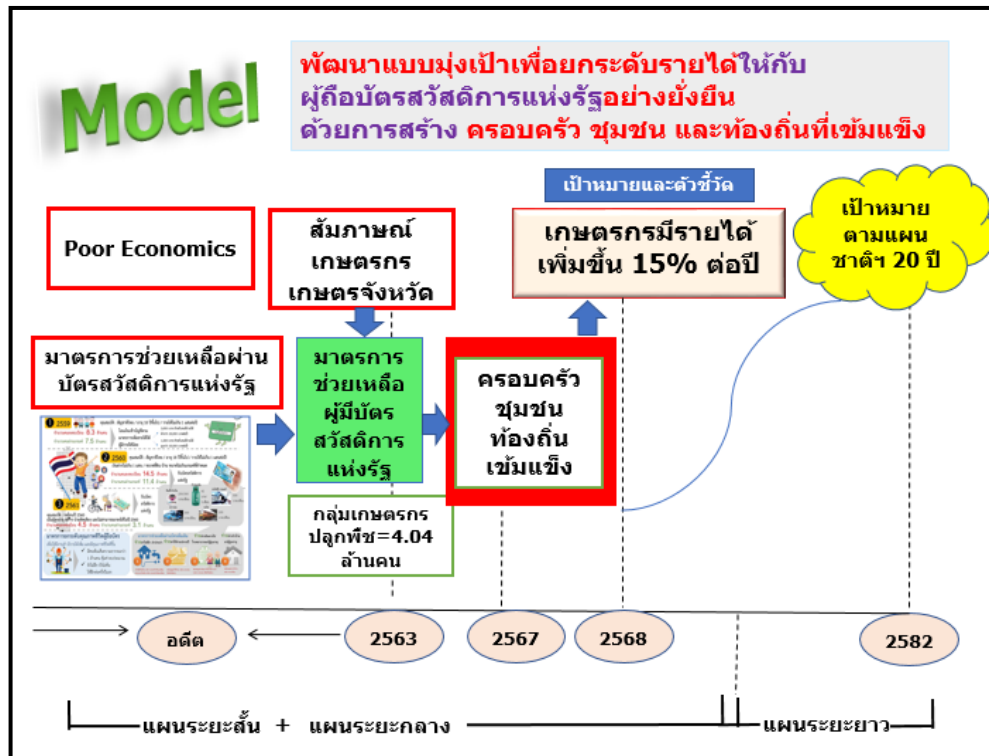 Model
พัฒนาแบบมุ่งเป้าเพื่อยกระดับรายได้ให้กับ
ผู้ถือบัตรสวัสดิการแห่งรัฐอย่างยั่งยืน
ด้วยการสร้าง ครอบครัว ชุมชน และท้องถิ่นที่เข้มแข็ง
เป้าหมายและตัวชี้วัด
เป้าหมาย
ตามแผน
ชาติฯ 20 ปี
Poor Economics
สัมภาษณ์
เกษตรกร
เกษตรจังหวัด
เกษตรกรมีรายได้
เพิ่มขึ้น 15% ต่อปี
มาตรการช่วยเหลือผ่าน
บัตรสวัสดิการแห่งรัฐ
มาตรการ
ช่วยเหลือ
ผู้มีบัตร
สวัสดิการ
แห่งรัฐ
ครอบครัว
ชุมชน
ท้องถิ่น
เข้มแข็ง
1 2559
8.3
7.5
2 2560
14.5
11.4
3 2561
กลุ่มเกษตรกร
ปลูกพืช=4.04
ล้านคน
อดีต
2563
2567
2568
2582
แผนระยะสั้น + แผนระยะกลาง
แผนระยะยาว